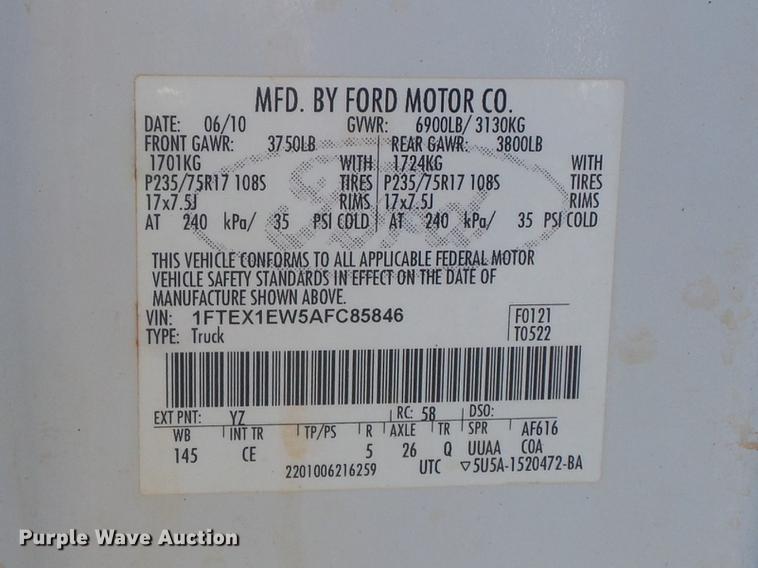 MFD. BY FORD MOTOR CO.
DATE: 06/10 GVWR: 6900LB/ 3130KG
FRONT GAWR: 3750LB REAR GAWR: 3800LB
1701KG WITH 1724KG WITH
P235/75R17 108S TIRES P235/75R17 108S TIRES
17x7.5J RIMS 17x7.5J RIMS
AT 240 kPa/ 35 PSI COLD AT 240 kPa/ 35 PSI COLD
Ford
THIS VEHICLE CONFORMS TO ALL APPLICABLE FEDERAL MOTOR
VEHICLE SAFETY STANDARDS IN EFFECT ON THE DATE OF
MANUFACTURE SHOWN ABOVE.
VIN: 1FTEX1EW5AFC85846 F0121
TYPE: Truck T0522
EXT PNT: YZ RC: 58 DSO:
WB INT TR TP/PS R AXLE TR SPR AF616
145 CE 5 26 Q UUAA COA
2201006216259 UTC ▽5U5A-1520472-BA
Purple Wave Auction